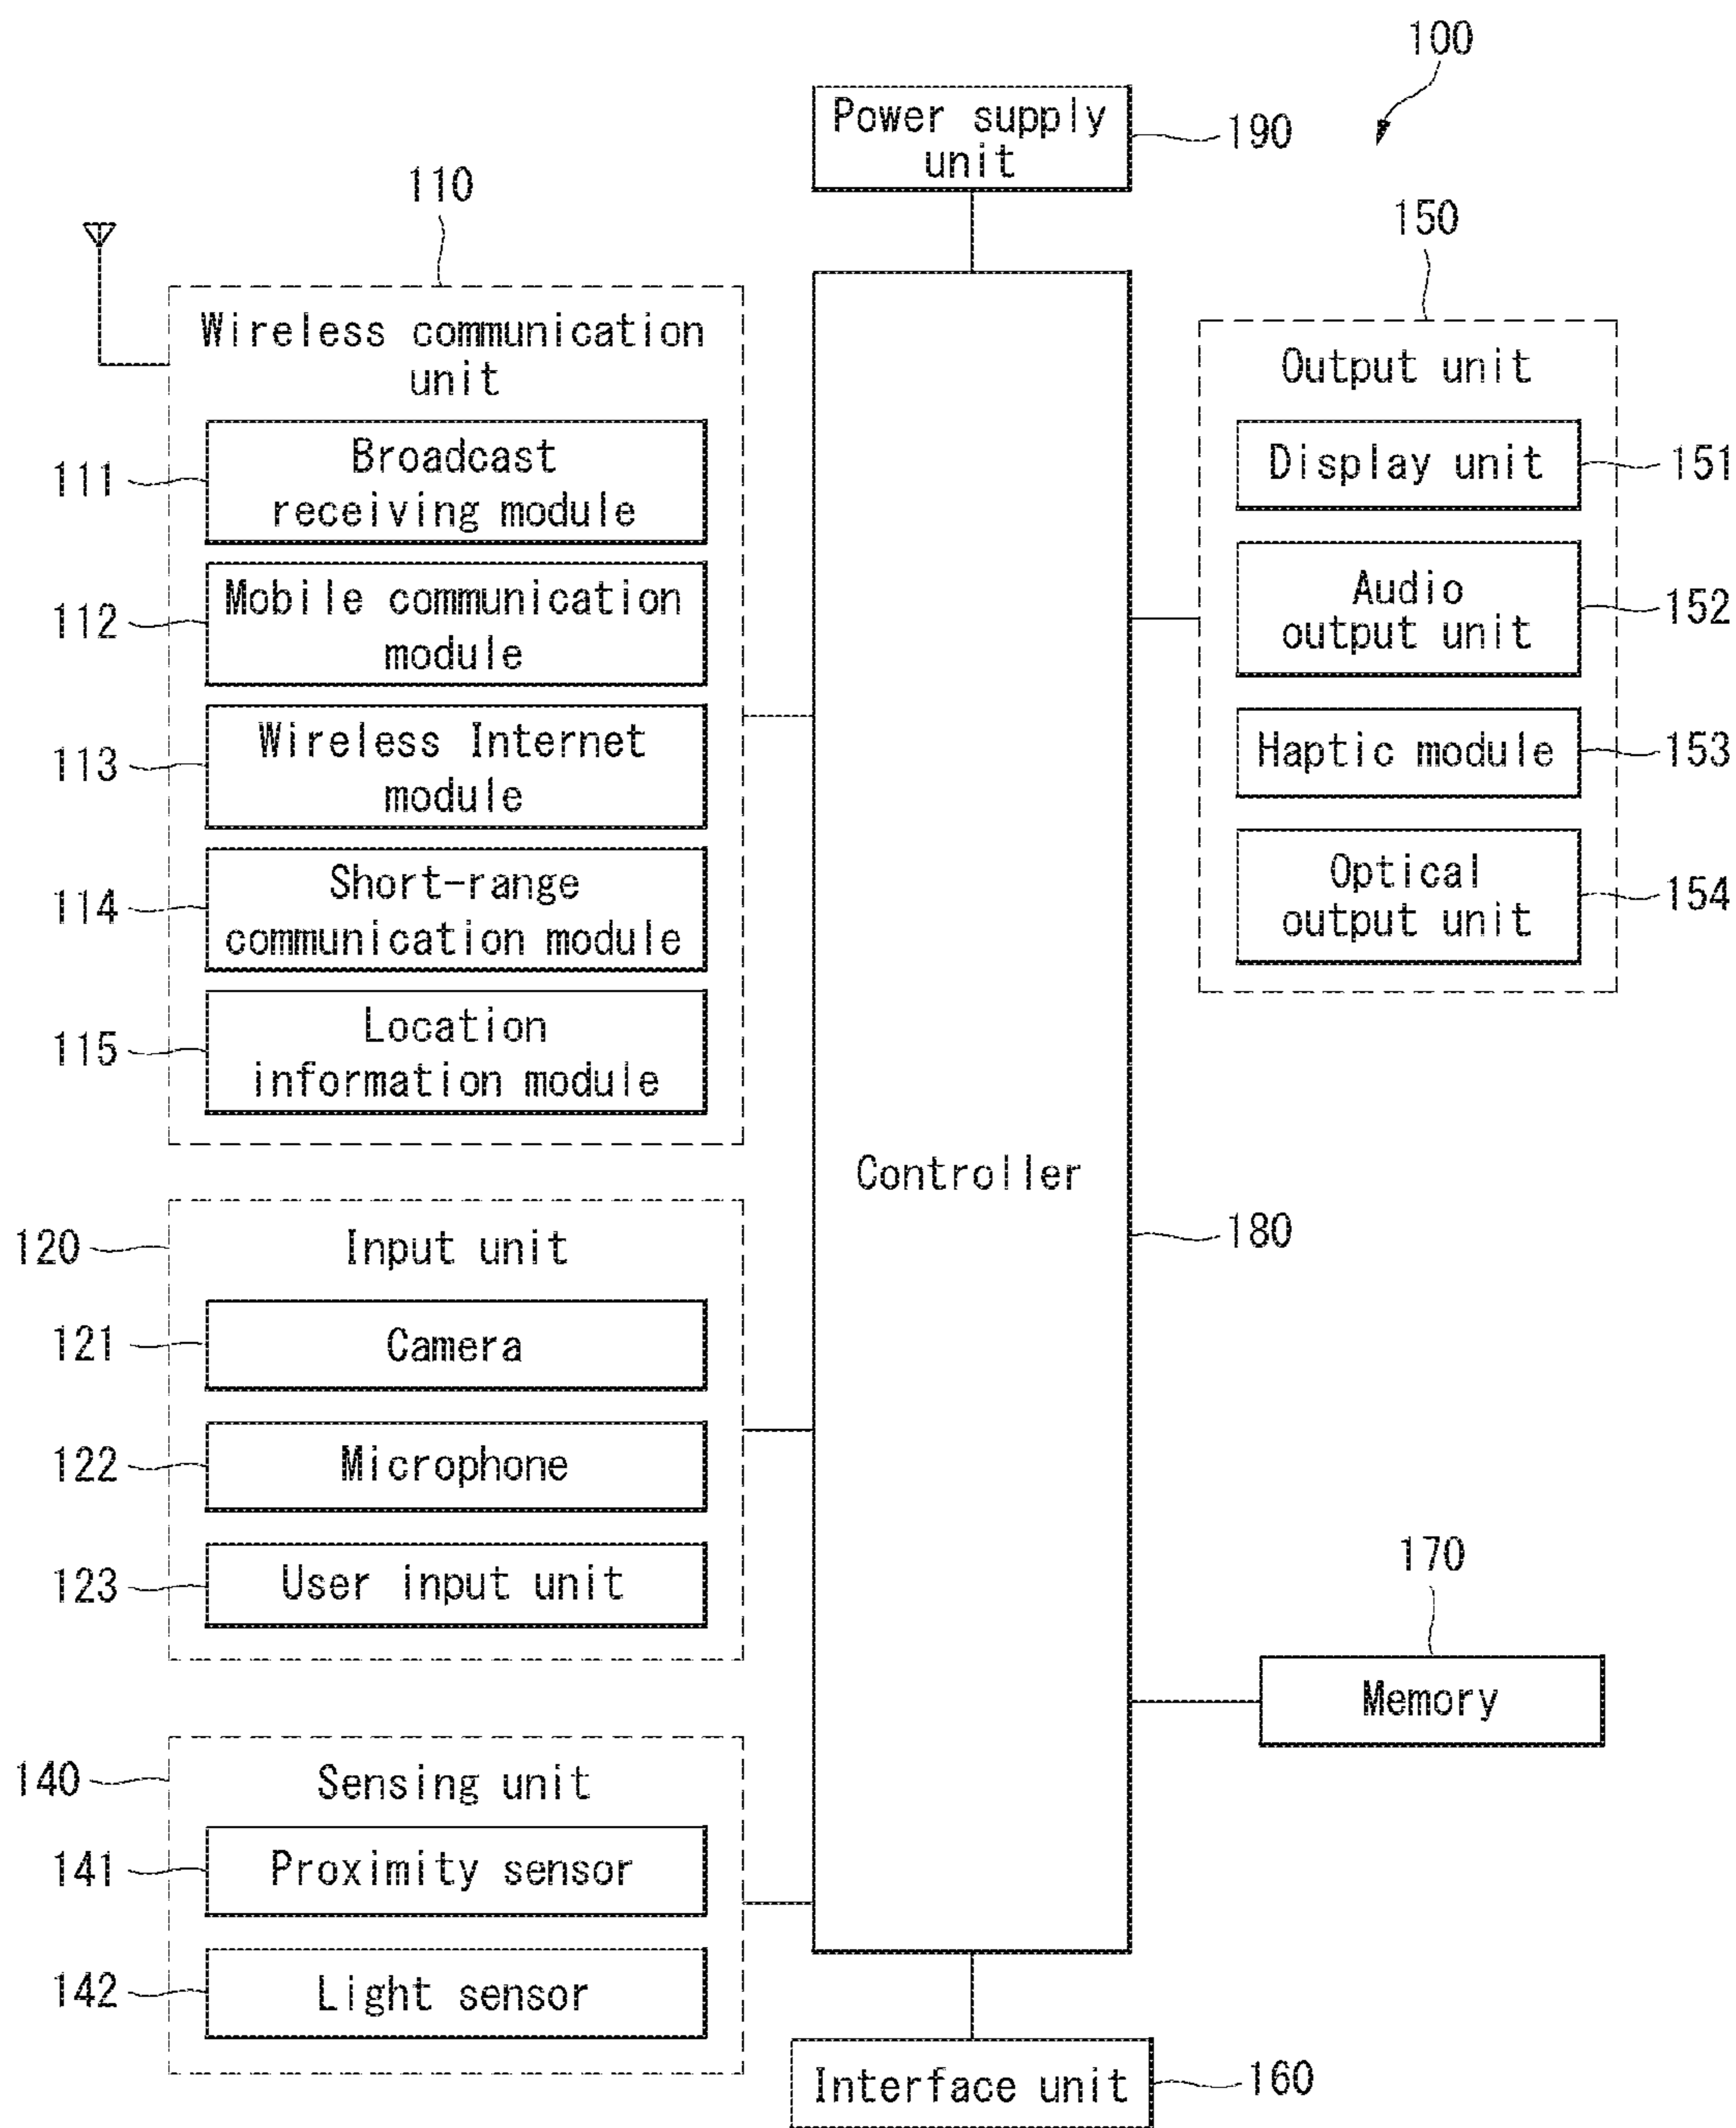 100
Power supply
unit
190
110
Wireless communication
unit
111
Broadcast
receiving module
112
Mobile communication
module
113
Wireless Internet
module
114
Short-range
communication module
115
Location
information module
120
Input unit
121
Camera
122
Microphone
123
User input unit
140
Sensing unit
141
Proximity sensor
142
Light sensor
Controller
180
150
Output unit
Display unit
151
Audio
output unit
152
Haptic module
153
Optical
output unit
154
170
Memory
Interface unit
160